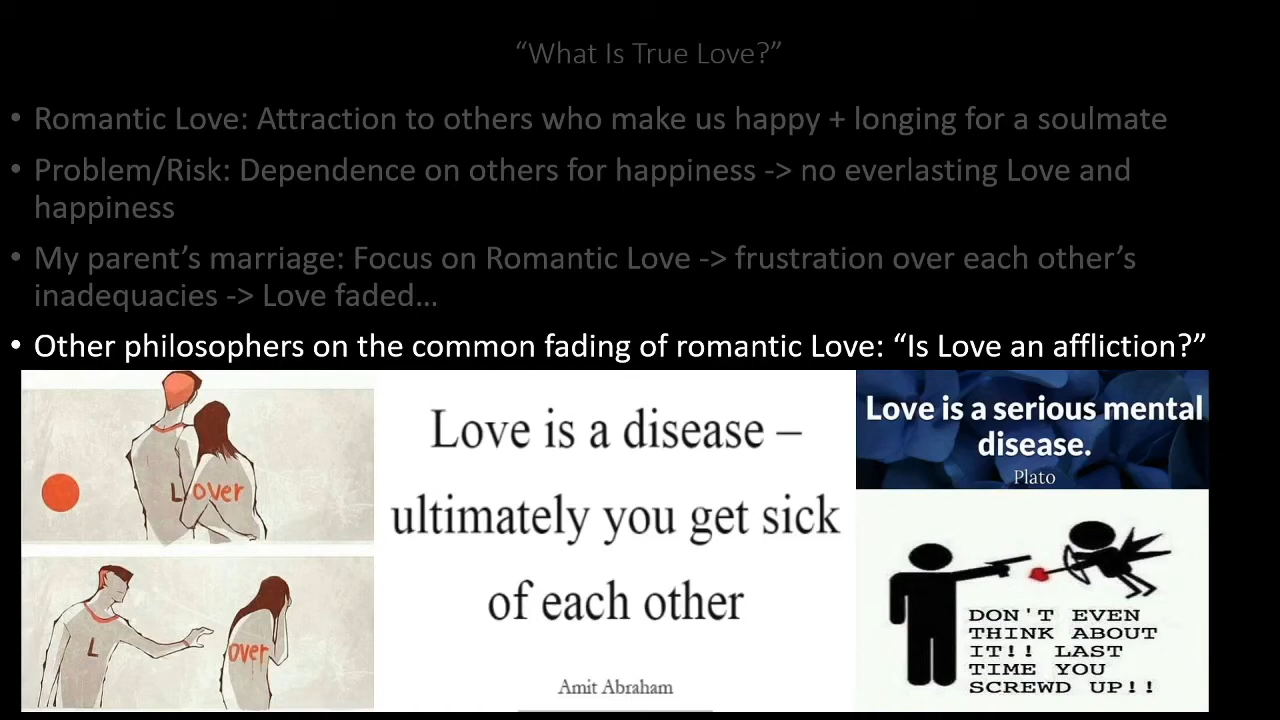 “What Is True Love?”
• Romantic Love: Attraction to others who make us happy + longing for a soulmate
• Problem/Risk: Dependence on others for happiness -> no everlasting Love and
happiness
• My parent’s marriage: Focus on Romantic Love -> frustration over each other’s
inadequacies -> Love faded…
• Other philosophers on the common fading of romantic Love: “Is Love an affliction?”
L over
L over
Love is a disease –
ultimately you get sick
of each other
Amit Abraham
Love is a serious mental
disease.
Plato
DON'T EVEN
THINK ABOUT
IT!! LAST
TIME YOU
SCREWD UP!!